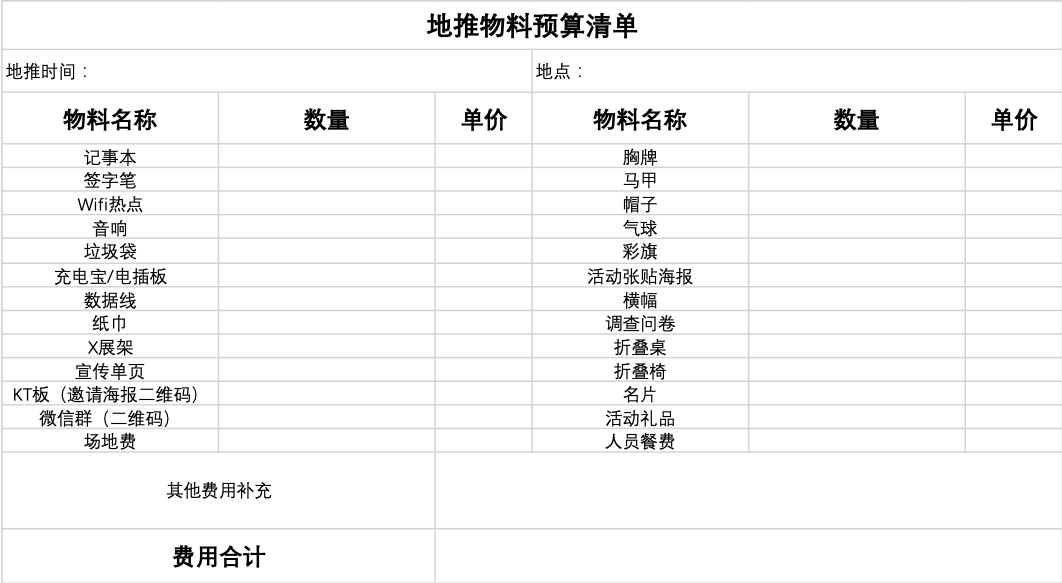 地推物料预算清单
地推时间： 地点：
物料名称 数量 单价 物料名称 数量 单价
记事本 胸牌
签字笔 马甲
Wifi热点 帽子
音响 气球
垃圾袋 彩旗
充电宝/电插板 活动张贴海报
数据线 横幅
纸巾 调查问卷
X展架 折叠桌
宣传单页 折叠椅
KT板（邀请海报二维码） 名片
微信群（二维码） 活动礼品
场地费 人员餐费
其他费用补充
费用合计